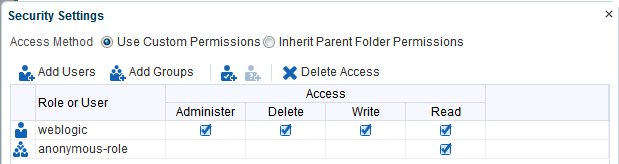 Security Settings
Access Method Use Custom Permissions Inherit Parent Folder Permissions
Add Users Add Groups Delete Access
Role or User Access
Administer Delete Write Read
weblogic
anonymous-role